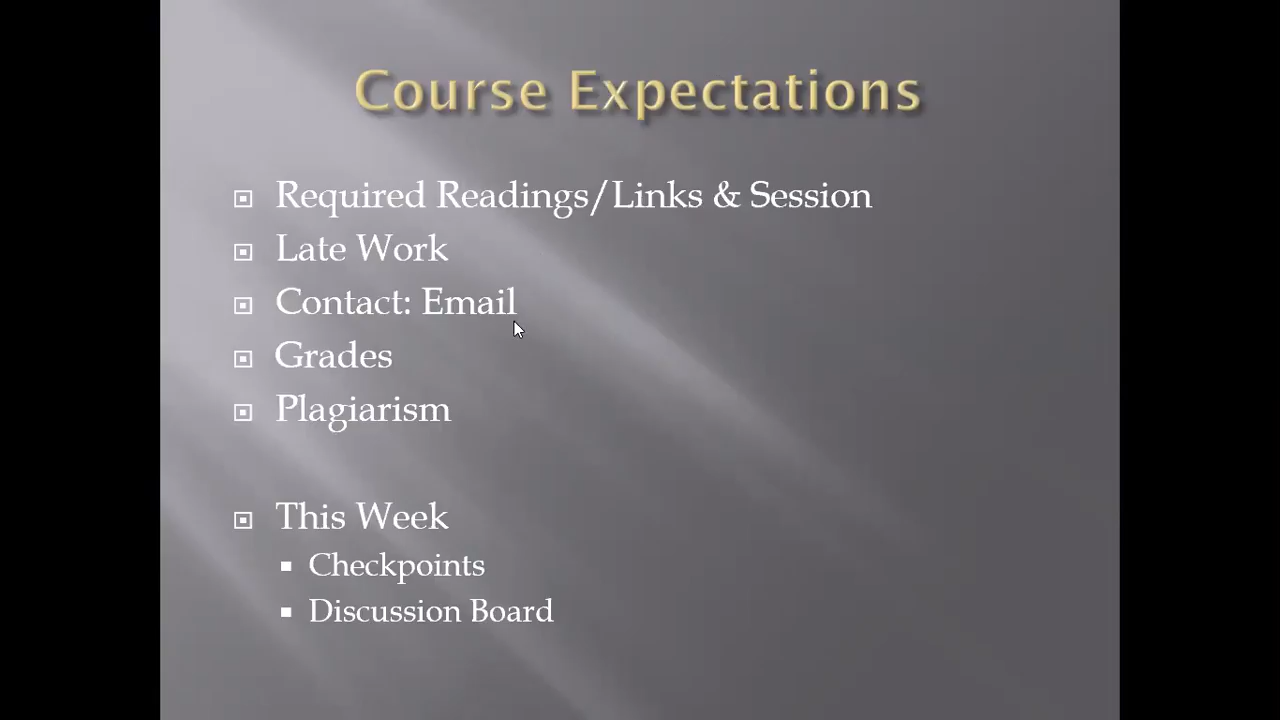 Course Expectations
Required Readings/Links & Session
Late Work
Contact: Email
Grades
Plagiarism
This Week
Checkpoints
Discussion Board